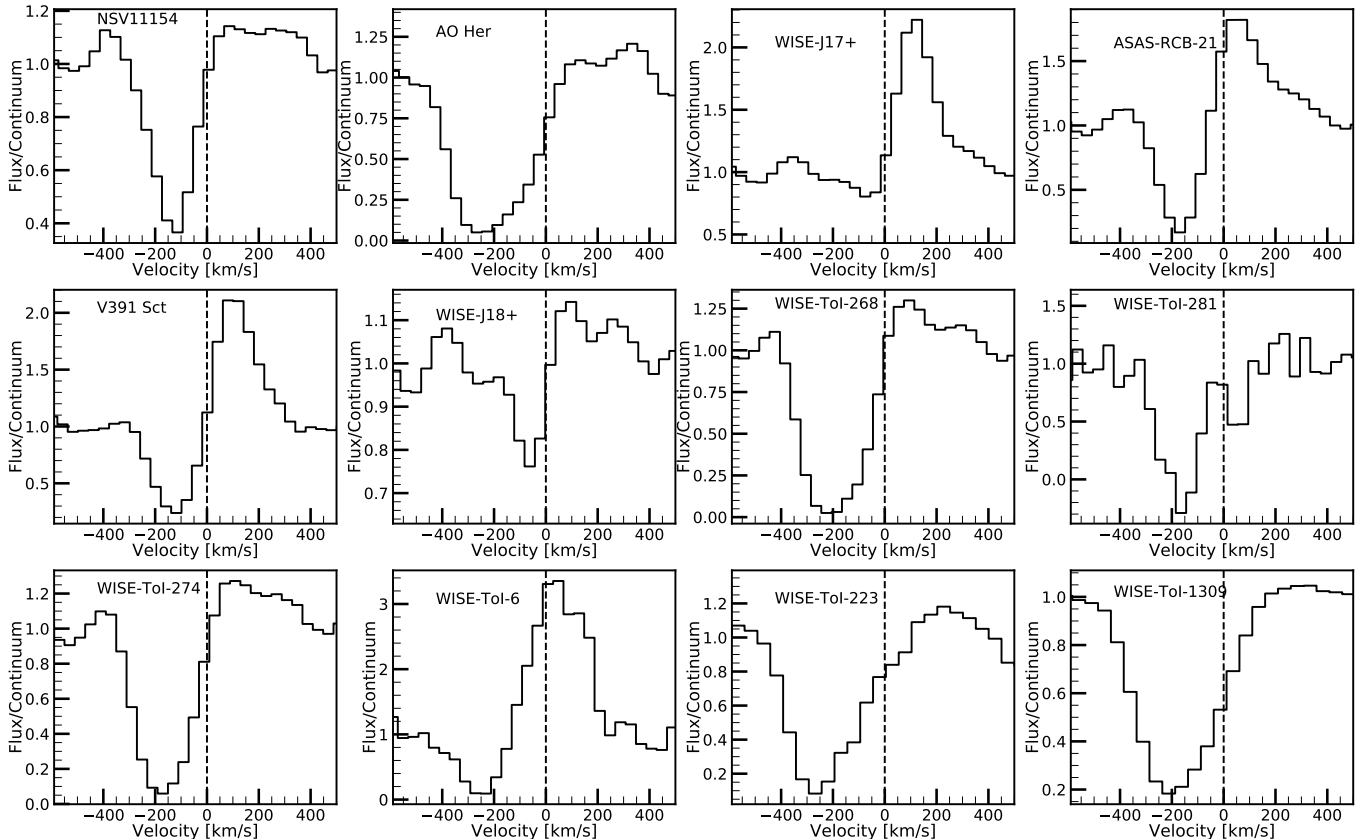 NSV11154
AO Her
WISE-J17+
ASAS-RCB-21
Flux/Continuum
0.4
0.6
0.8
1.0
1.2
−400 −200 0 200 400
Velocity [km/s]
Flux/Continuum
0.00
0.25
0.50
0.75
1.00
1.25
−400 −200 0 200 400
Velocity [km/s]
Flux/Continuum
0.5
1.0
1.5
2.0
−400 −200 0 200 400
Velocity [km/s]
Flux/Continuum
0.5
1.0
1.5
−400 −200 0 200 400
Velocity [km/s]
V391 Sct
WISE-J18+
WISE-ToI-268
WISE-ToI-281
Flux/Continuum
0.5
1.0
1.5
2.0
−400 −200 0 200 400
Velocity [km/s]
Flux/Continuum
0.7
0.8
0.9
1.0
1.1
−400 −200 0 200 400
Velocity [km/s]
Flux/Continuum
0.00
0.25
0.50
0.75
1.00
1.25
−400 −200 0 200 400
Velocity [km/s]
Flux/Continuum
0.0
0.5
1.0
1.5
−400 −200 0 200 400
Velocity [km/s]
WISE-ToI-274
WISE-ToI-6
WISE-ToI-223
WISE-ToI-1309
Flux/Continuum
0.0
0.2
0.4
0.6
0.8
1.0
1.2
−400 −200 0 200 400
Velocity [km/s]
Flux/Continuum
0
1
2
3
−400 −200 0 200 400
Velocity [km/s]
Flux/Continuum
0.2
0.4
0.6
0.8
1.0
1.2
−400 −200 0 200 400
Velocity [km/s]
Flux/Continuum
0.2
0.4
0.6
0.8
1.0
−400 −200 0 200 400
Velocity [km/s]